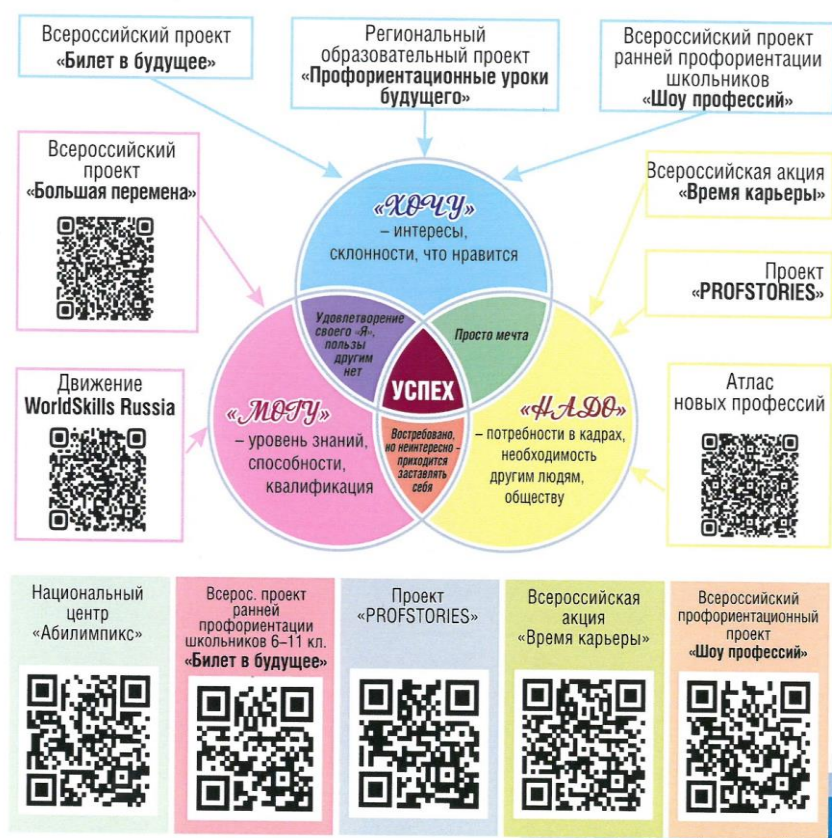 Всероссийский проект
«Билет в будущее»
Региональный
образовательный проект
«Профориентационные уроки
будущего»
Всероссийский проект
ранней профориентации
школьников
«Шоу профессий»
Всероссийский
проект
«Большая перемена»
Всероссийская акция
«Время карьеры»
«ХОЧУ»
– интересы,
склонности, что нравится
Проект
«PROFSTORIES»
Удовлетворение
своего «Я»,
пользы
другим
нет
Просто мечта
УСПЕХ
Движение
WorldSkills Russia
«МОГУ»
– уровень знаний,
способности,
квалификация
Востребовано,
но неинтересно –
приходится
заставлять
себя
«НАДО»
– потребности в кадрах,
необходимость
другим людям,
обществу
Атлас
новых профессий
Национальный
центр
«Абилимпикс»
Всерос. проект
ранней
профориентации
школьников 6–11 кл.
«Билет в будущее»
Проект
«PROFSTORIES»
Всероссийская
акция
«Время карьеры»
Всероссийский
профориентационный
проект
«Шоу профессий»